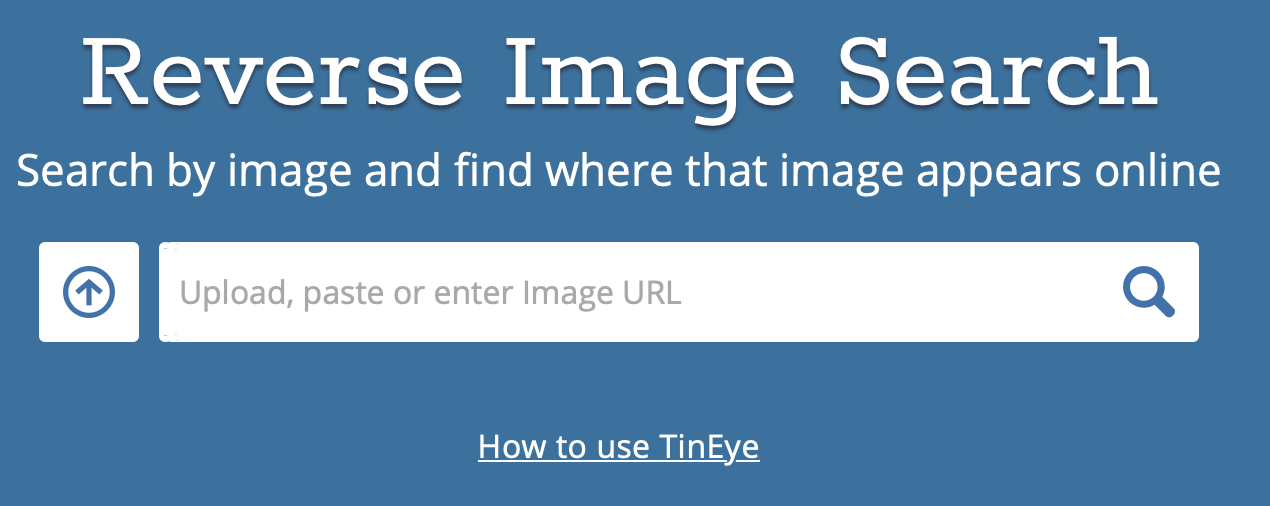 Reverse Image Search
Search by image and find where that image appears online
Upload, paste or enter Image URL
How to use TinEye